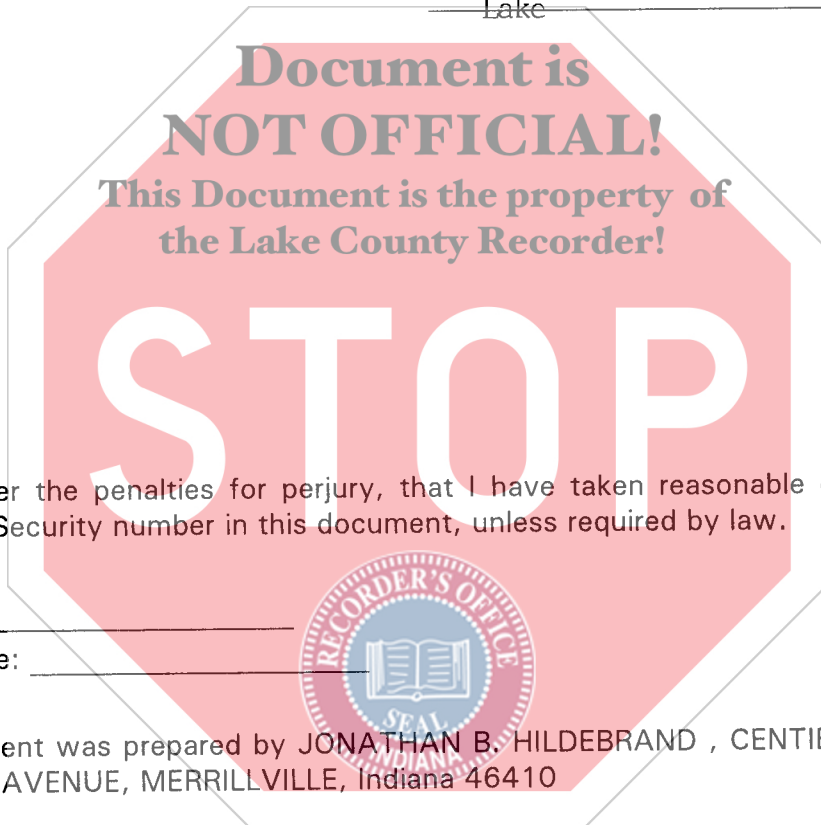 Lake
Document is
NOT OFFICIAL!
This Document is the property of
the Lake County Recorder!
STOP
er the penalties for perjury, that I have taken reasonable
Security number in this document, unless required by law.
RECORDER'S OFFICE
e:
SEAL
ent was prepared by JONATHAN B. HILDEBRAND , CENTIE
INDIANA
AVENUE, MERRILLVILLE, Indiana 46410